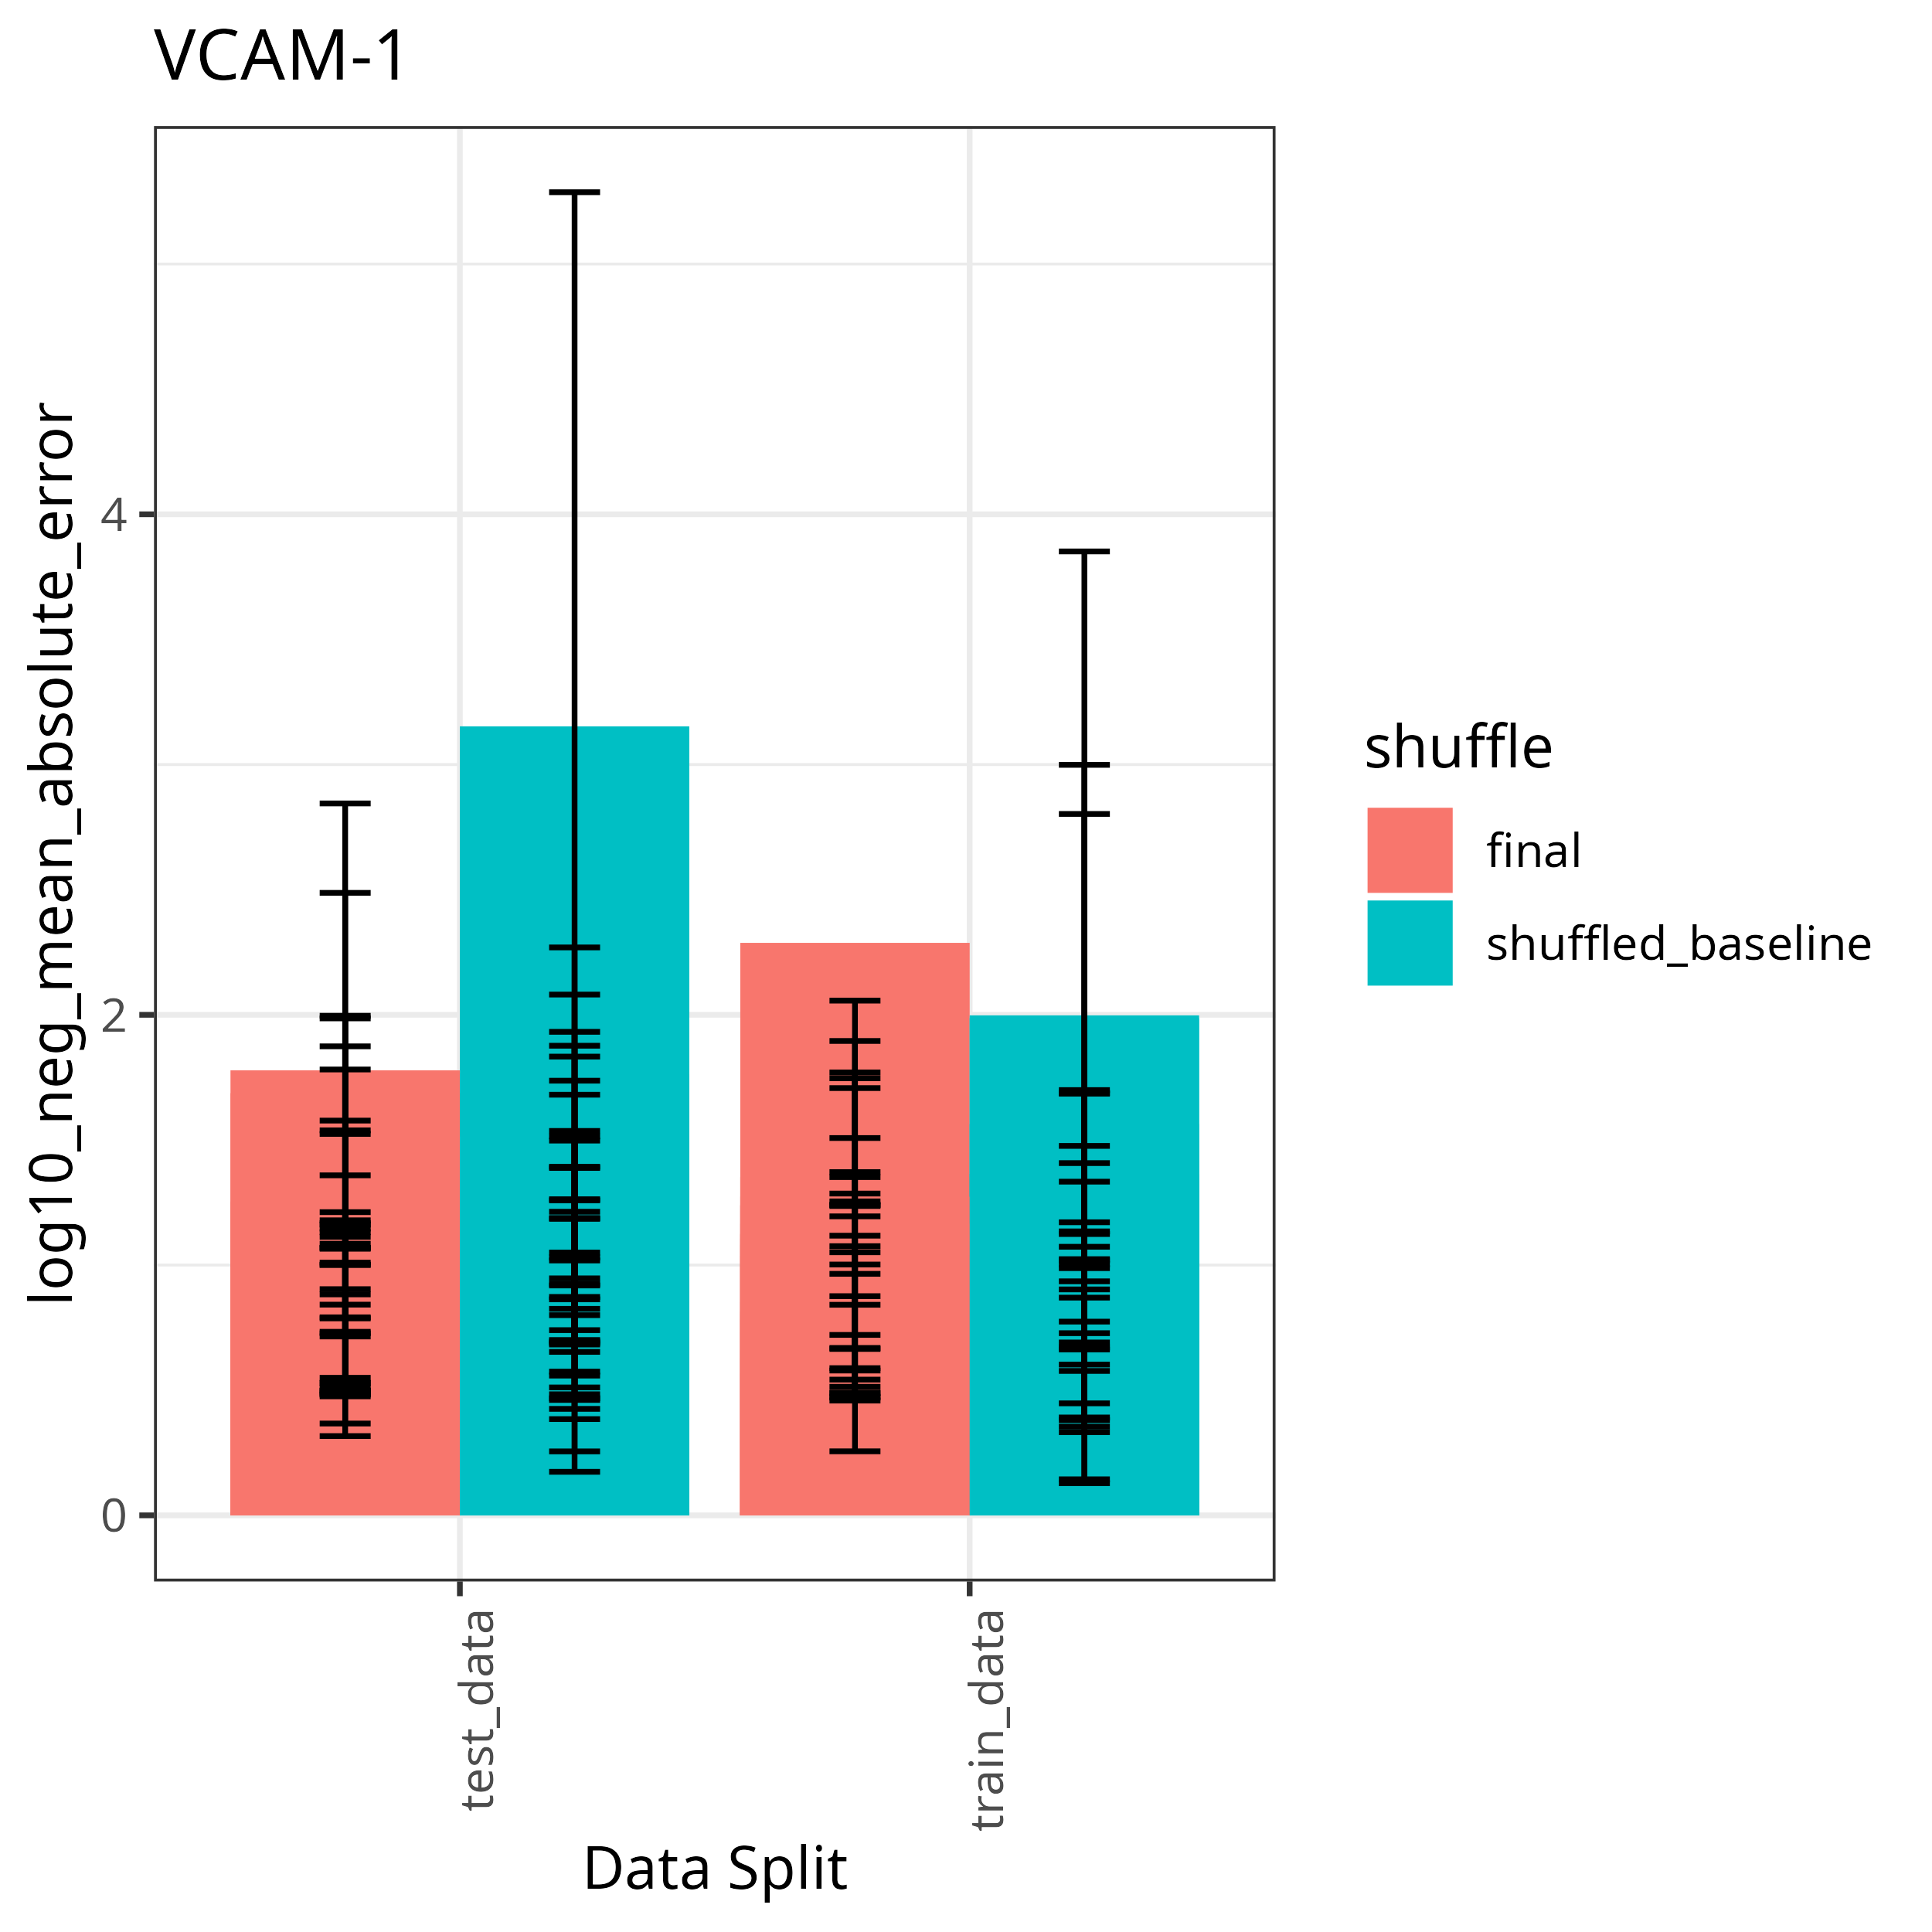 VCAM-1
log10_neg_mean_absolute_error
4
2
0
test_data
train_data
Data Split
shuffle
final
shuffled_baseline